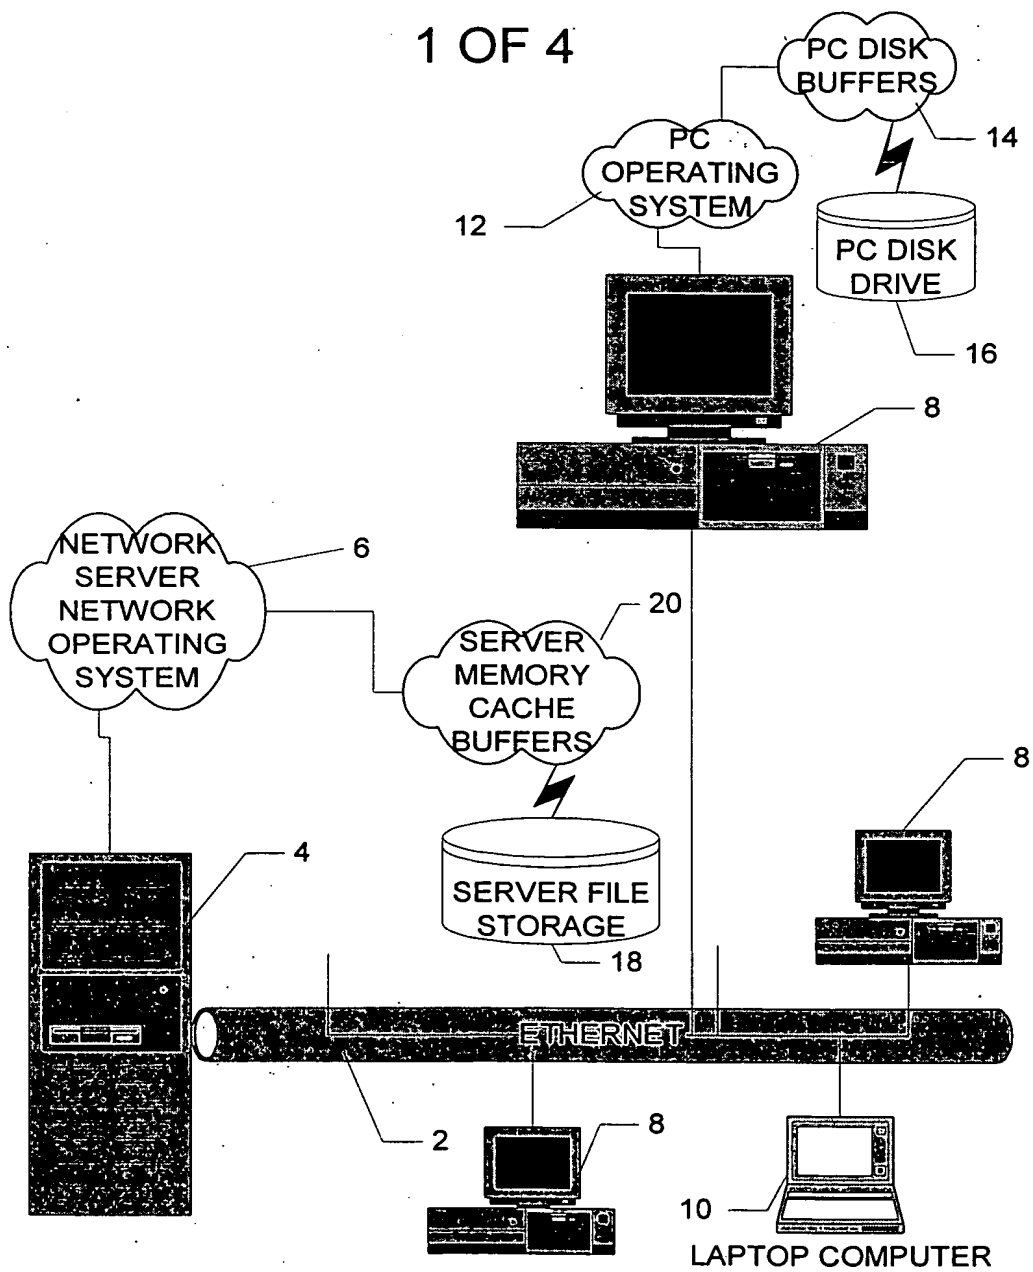 1 OF 4
PC DISK
BUFFERS
14
PC
OPERATING
SYSTEM
12
PC DISK
DRIVE
16
8
NETWORK
SERVER
NETWORK
OPERATING
SYSTEM
6
20
SERVER
MEMORY
CACHE
BUFFERS
8
4
SERVER FILE
STORAGE
18
ETHERNET
2
8
10
LAPTOP COMPUTER